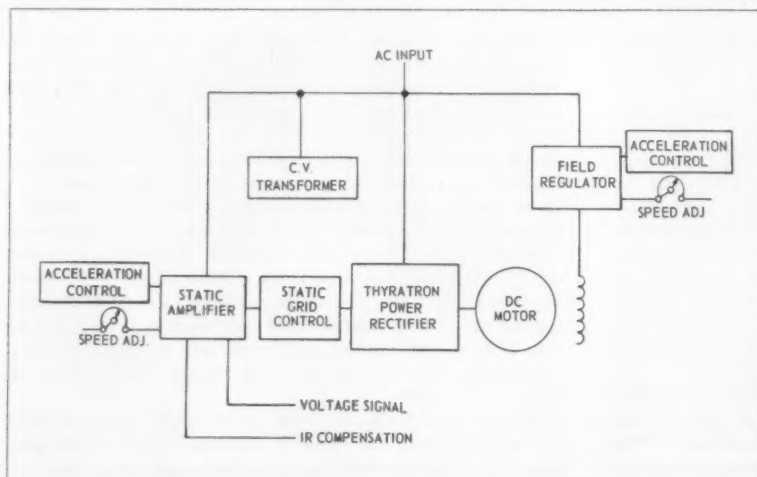 AC INPUT
C.V.
TRANSFORMER
FIELD
REGULATOR
ACCELERATION
CONTROL
SPEED ADJ
ACCELERATION
CONTROL
SPEED ADJ.
STATIC
AMPLIFIER
STATIC
GRID
CONTROL
THYRATRON
POWER
RECTIFIER
DC
MOTOR
VOLTAGE SIGNAL
IR COMPENSATION